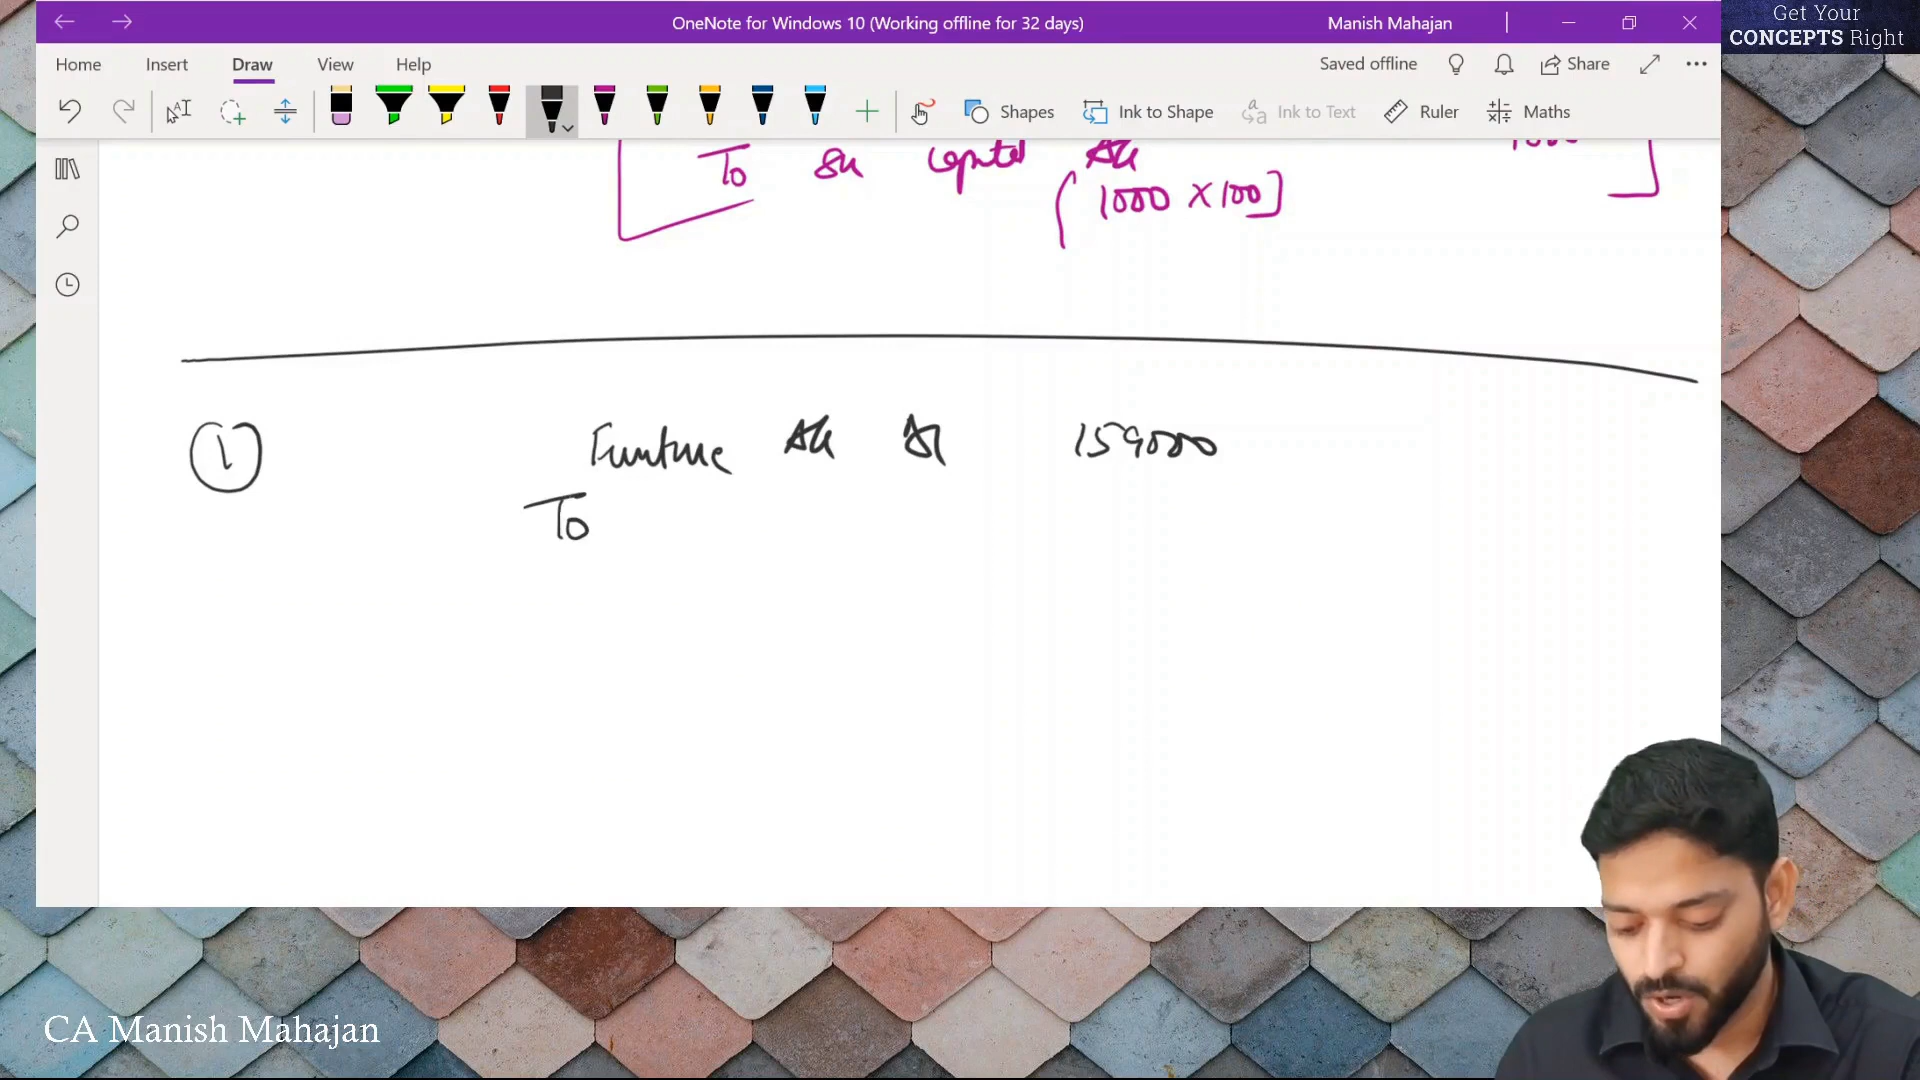 Get Your
CONCEPTS Right
OneNote for Windows 10 (Working offline for 32 days)
Manish Mahajan
Home Insert Draw View Help
Saved offline
Share
Shapes
Ink to Shape
Ink to Text
Ruler
Maths
To Sh capital A/c
[1000 × 100]
1
Funture A/c Dr 159000
To
CA Manish Mahajan